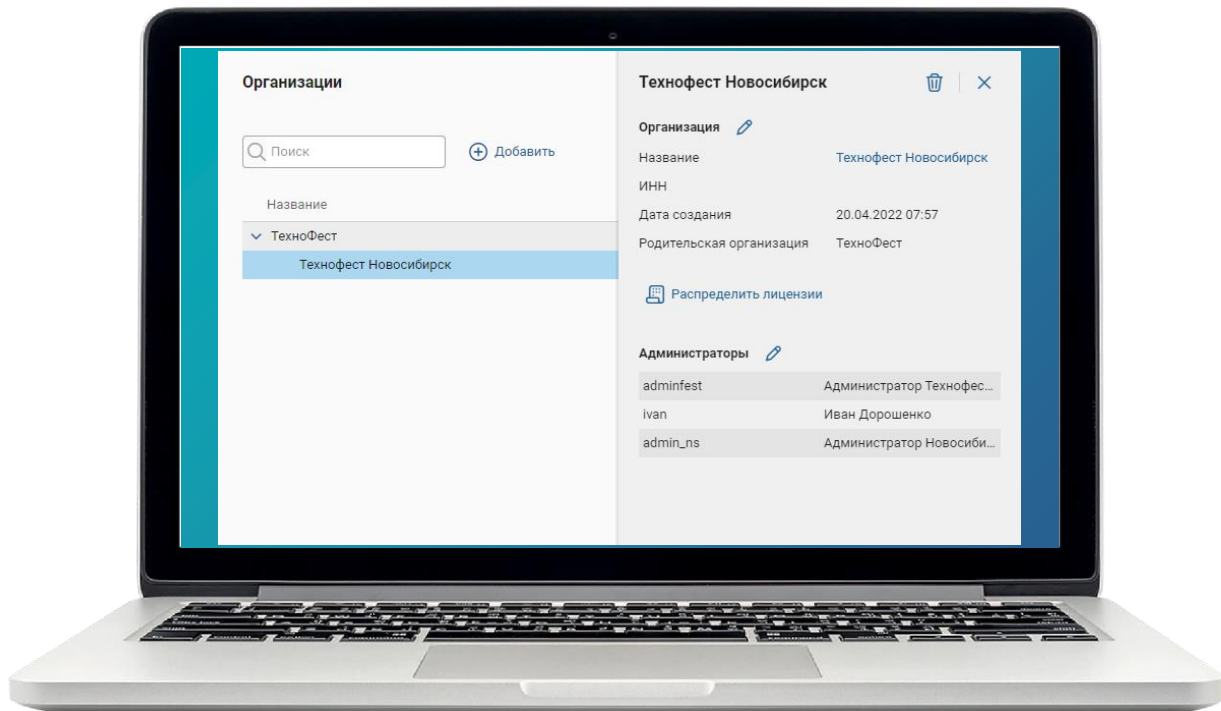 Организации
Поиск
Добавить
Название
ТехноФест
Технофест Новосибирск
Технофест Новосибирск
Организация
Название Технофест Новосибирск
ИНН
Дата создания 20.04.2022 07:57
Родительская организация ТехноФест
Распределить лицензии
Администраторы
adminfest Администратор Технофес...
ivan Иван Дорошенко
admin_ns Администратор Новосиби...